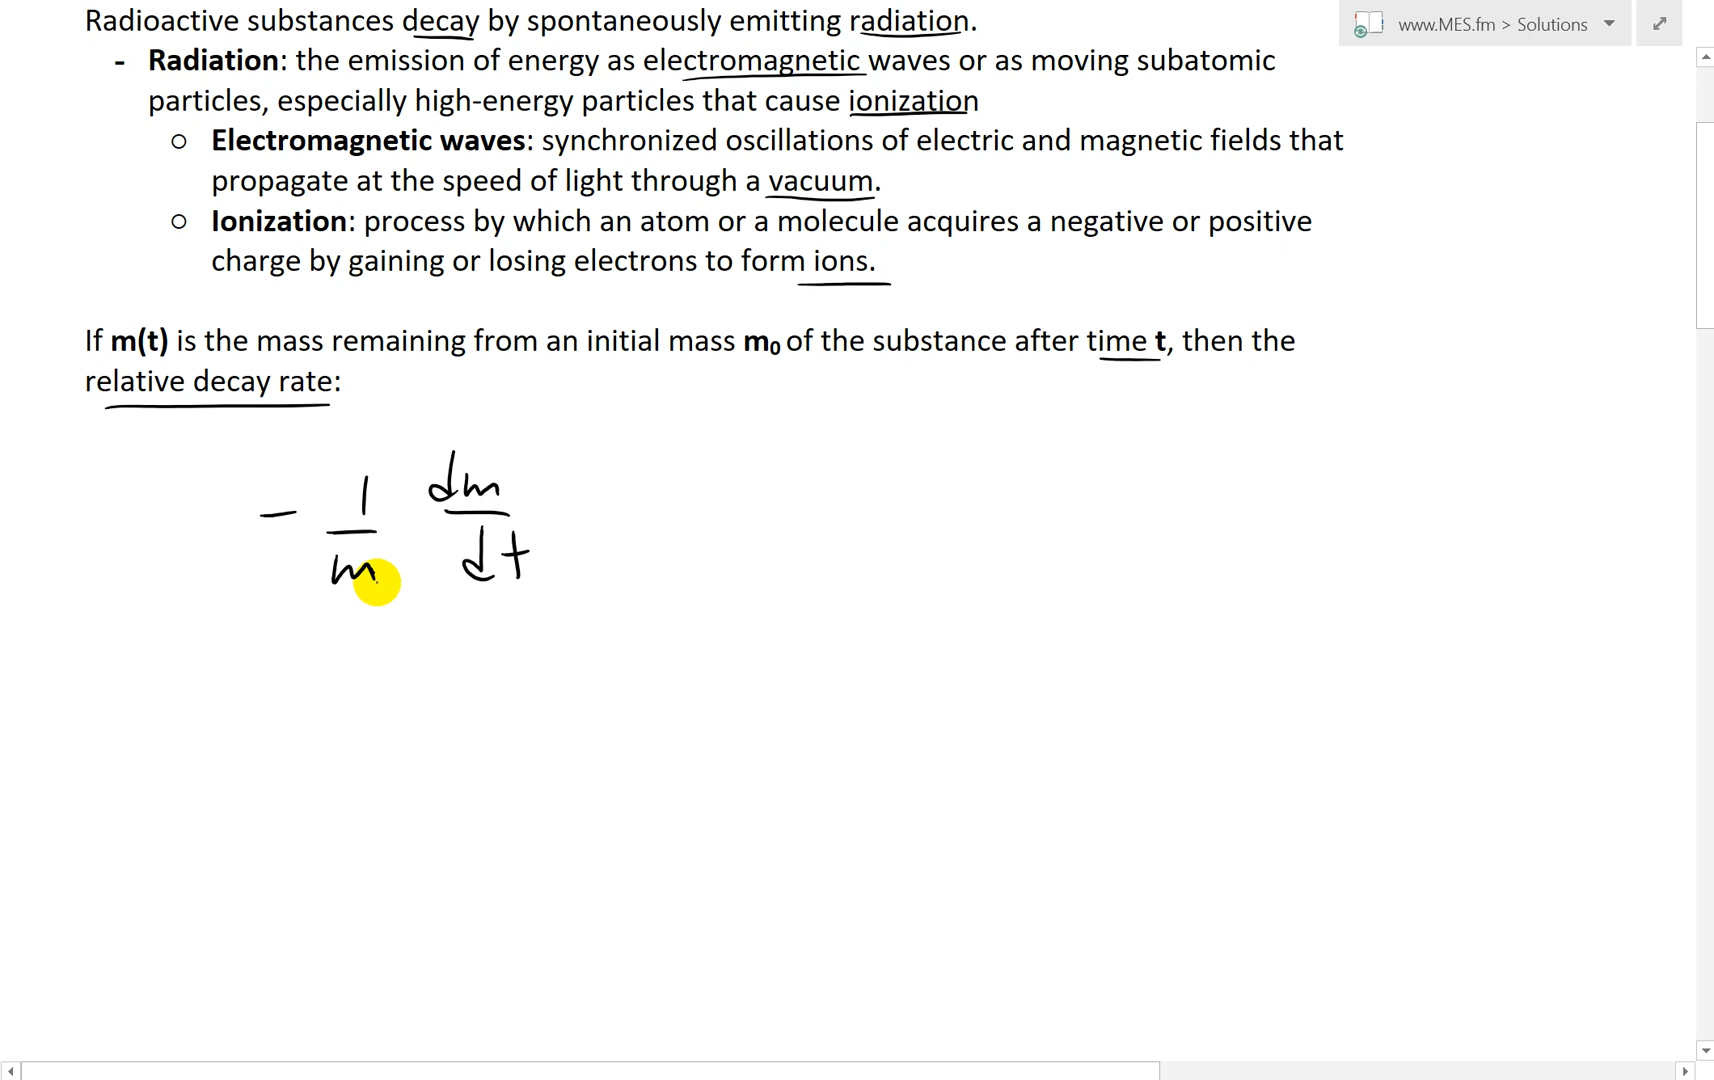 Radioactive substances decay by spontaneously emitting radiation.
www.MES.fm > Solutions
- Radiation: the emission of energy as electromagnetic waves or as moving subatomic
particles, especially high-energy particles that cause ionization
○ Electromagnetic waves: synchronized oscillations of electric and magnetic fields that
propagate at the speed of light through a vacuum.
○ Ionization: process by which an atom or a molecule acquires a negative or positive
charge by gaining or losing electrons to form ions.
If m(t) is the mass remaining from an initial mass m₀ of the substance after time t, then the
relative decay rate:
- 1/m dm/dt